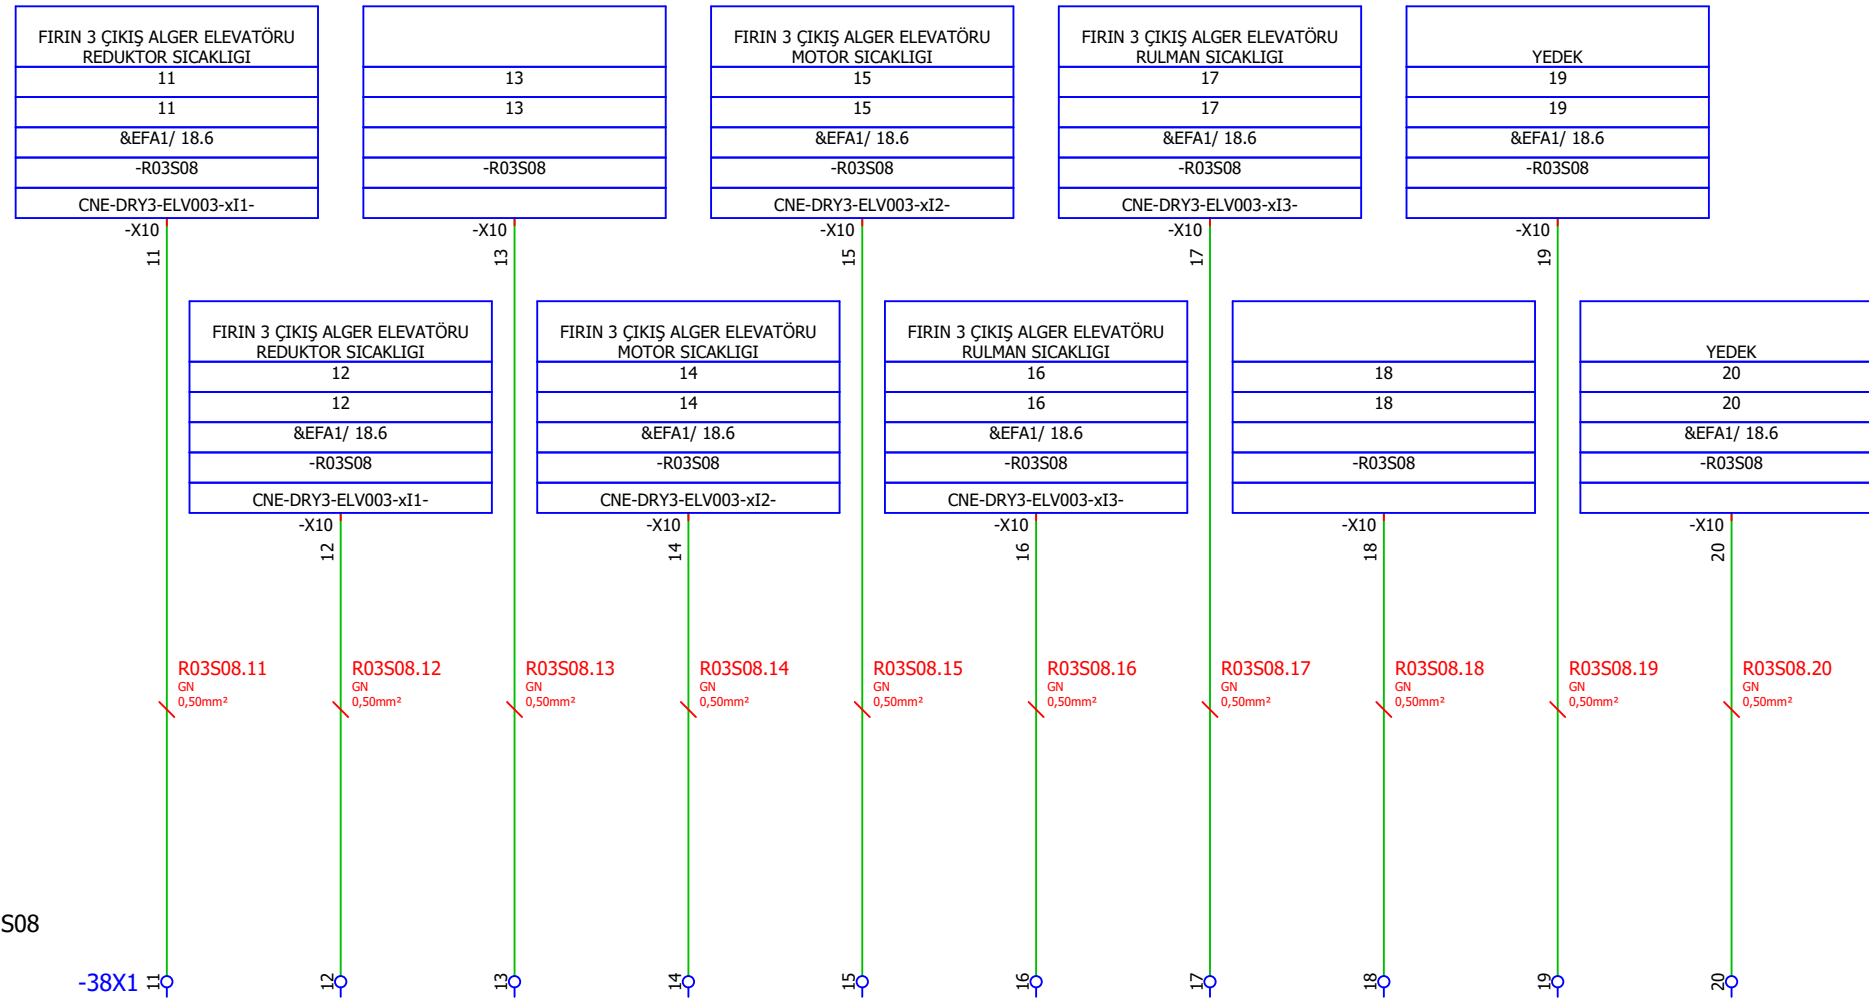 FIRIN 3 ÇIKIŞ ALGER ELEVATÖRU
REDUKTOR SICAKLIGI
11
11
&EFA1/ 18.6
-R03S08
CNE-DRY3-ELV003-xI1-
-X10
11
13
13
-R03S08
-X10
13
FIRIN 3 ÇIKIŞ ALGER ELEVATÖRU
MOTOR SICAKLIGI
15
15
&EFA1/ 18.6
-R03S08
CNE-DRY3-ELV003-xI2-
-X10
15
FIRIN 3 ÇIKIŞ ALGER ELEVATÖRU
RULMAN SICAKLIGI
17
17
&EFA1/ 18.6
-R03S08
CNE-DRY3-ELV003-xI3-
-X10
17
YEDEK
19
19
&EFA1/ 18.6
-R03S08
-X10
19
FIRIN 3 ÇIKIŞ ALGER ELEVATÖRU
REDUKTOR SICAKLIGI
12
12
&EFA1/ 18.6
-R03S08
CNE-DRY3-ELV003-xI1-
-X10
12
FIRIN 3 ÇIKIŞ ALGER ELEVATÖRU
MOTOR SICAKLIGI
14
14
&EFA1/ 18.6
-R03S08
CNE-DRY3-ELV003-xI2-
-X10
14
FIRIN 3 ÇIKIŞ ALGER ELEVATÖRU
RULMAN SICAKLIGI
16
16
&EFA1/ 18.6
-R03S08
CNE-DRY3-ELV003-xI3-
-X10
16
18
18
-R03S08
-X10
18
YEDEK
20
20
&EFA1/ 18.6
-R03S08
-X10
20
R03S08.11
GN
0,50mm²
R03S08.12
GN
0,50mm²
R03S08.13
GN
0,50mm²
R03S08.14
GN
0,50mm²
R03S08.15
GN
0,50mm²
R03S08.16
GN
0,50mm²
R03S08.17
GN
0,50mm²
R03S08.18
GN
0,50mm²
R03S08.19
GN
0,50mm²
R03S08.20
GN
0,50mm²
S08
-38X1
11
12
13
14
15
16
17
18
19
20